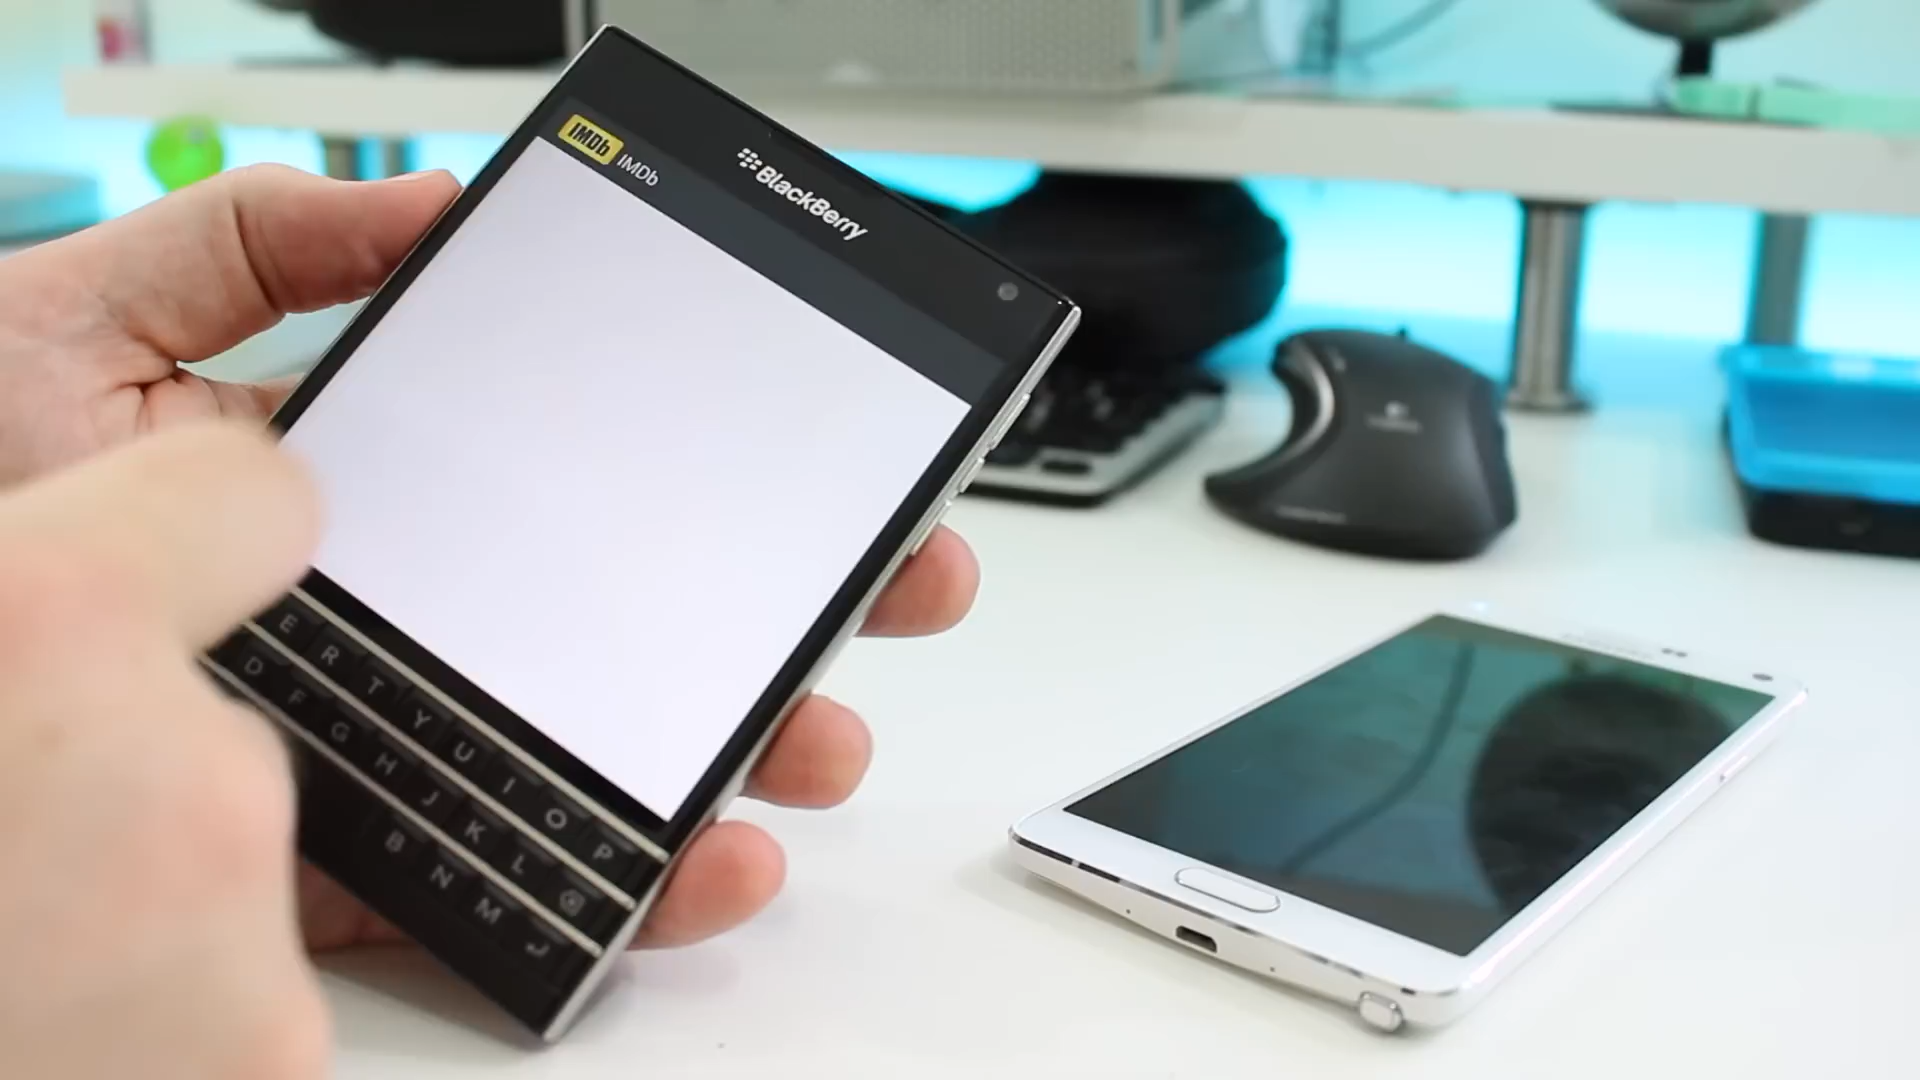 IMDb IMDb
BlackBerry
E R T Y U I O P
D F G H J K L
B N M